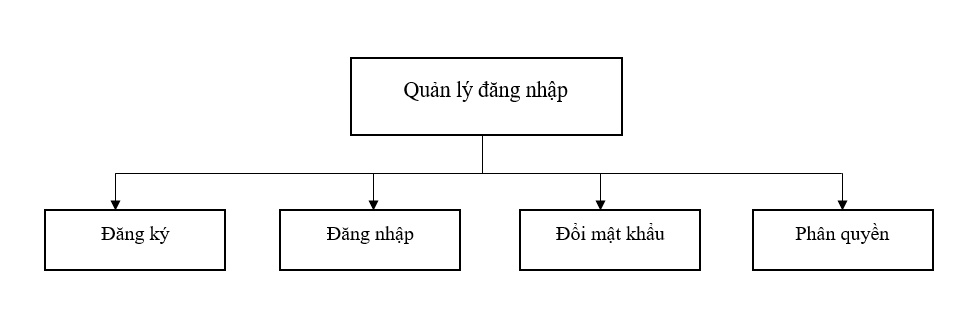 Quản lý đăng nhập
Đăng ký
Đăng nhập
Đổi mật khẩu
Phân quyền